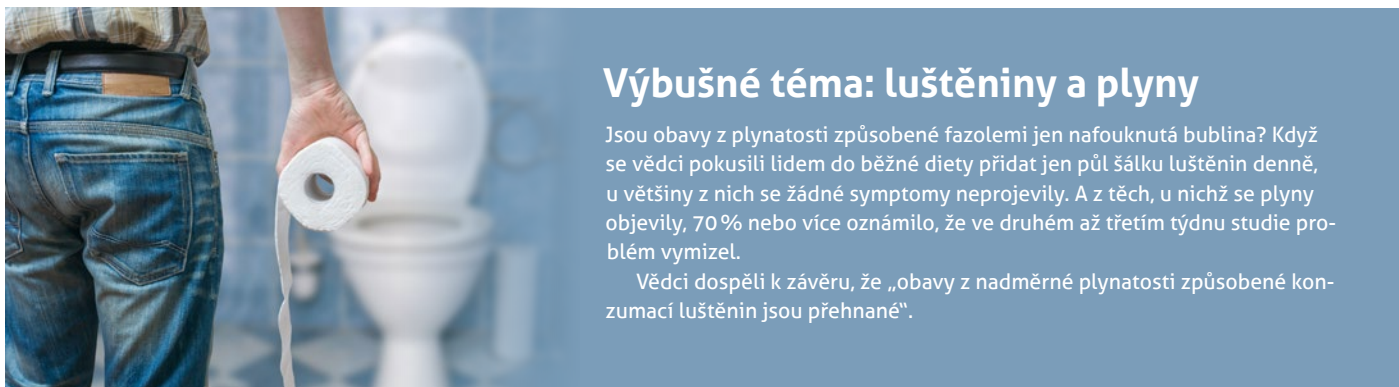 Výbušné téma: luštěniny a plyny
Jsou obavy z plynatosti způsobené fazolemi jen nafouknutá bublina? Když
se vědci pokusili lidem do běžné diety přidat jen půl šálku luštěnin denně,
u většiny z nich se žádné symptomy neprojevily. A z těch, u nichž se plyny
objevily, 70 % nebo více oznámilo, že ve druhém až třetím týdnu studie pro-
blém vymizel.
Vědci dospěli k závěru, že „obavy z nadměrné plynatosti způsobené kon-
zumací luštěnin jsou přehnané“.